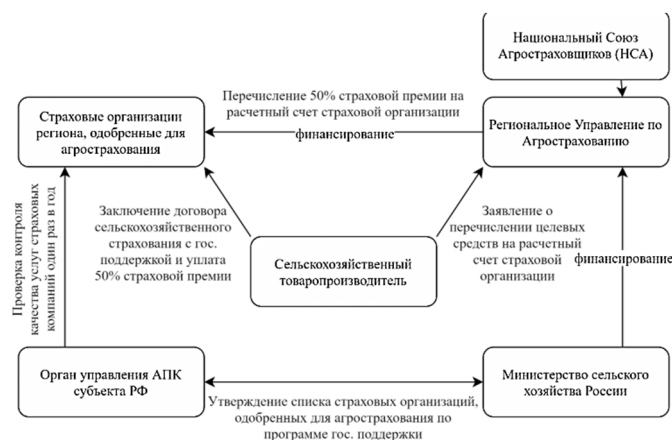 Национальный Союз
Агростраховщиков (НСА)
Перечисление 50% страховой премии на
расчетный счет страховой организации
финансирование
Страховые организации
региона, одобренные для
агрострахования
Региональное Управление по
Агрострахованию
Проверка контроля
качества услуг страховых
компаний один раз в год
Заключение договора
сельскохозяйственного
страхования с гос.
поддержкой и уплата
50% страховой премии
Заявление о
перечислении целевых
средств на расчетный
счет страховой
организации
финансирование
Сельскохозяйственный
товаропроизводитель
Орган управления АПК
субъекта РФ
Министерство сельского
хозяйства России
Утверждение списка страховых организаций,
одобренных для агрострахования по
программе гос. поддержки